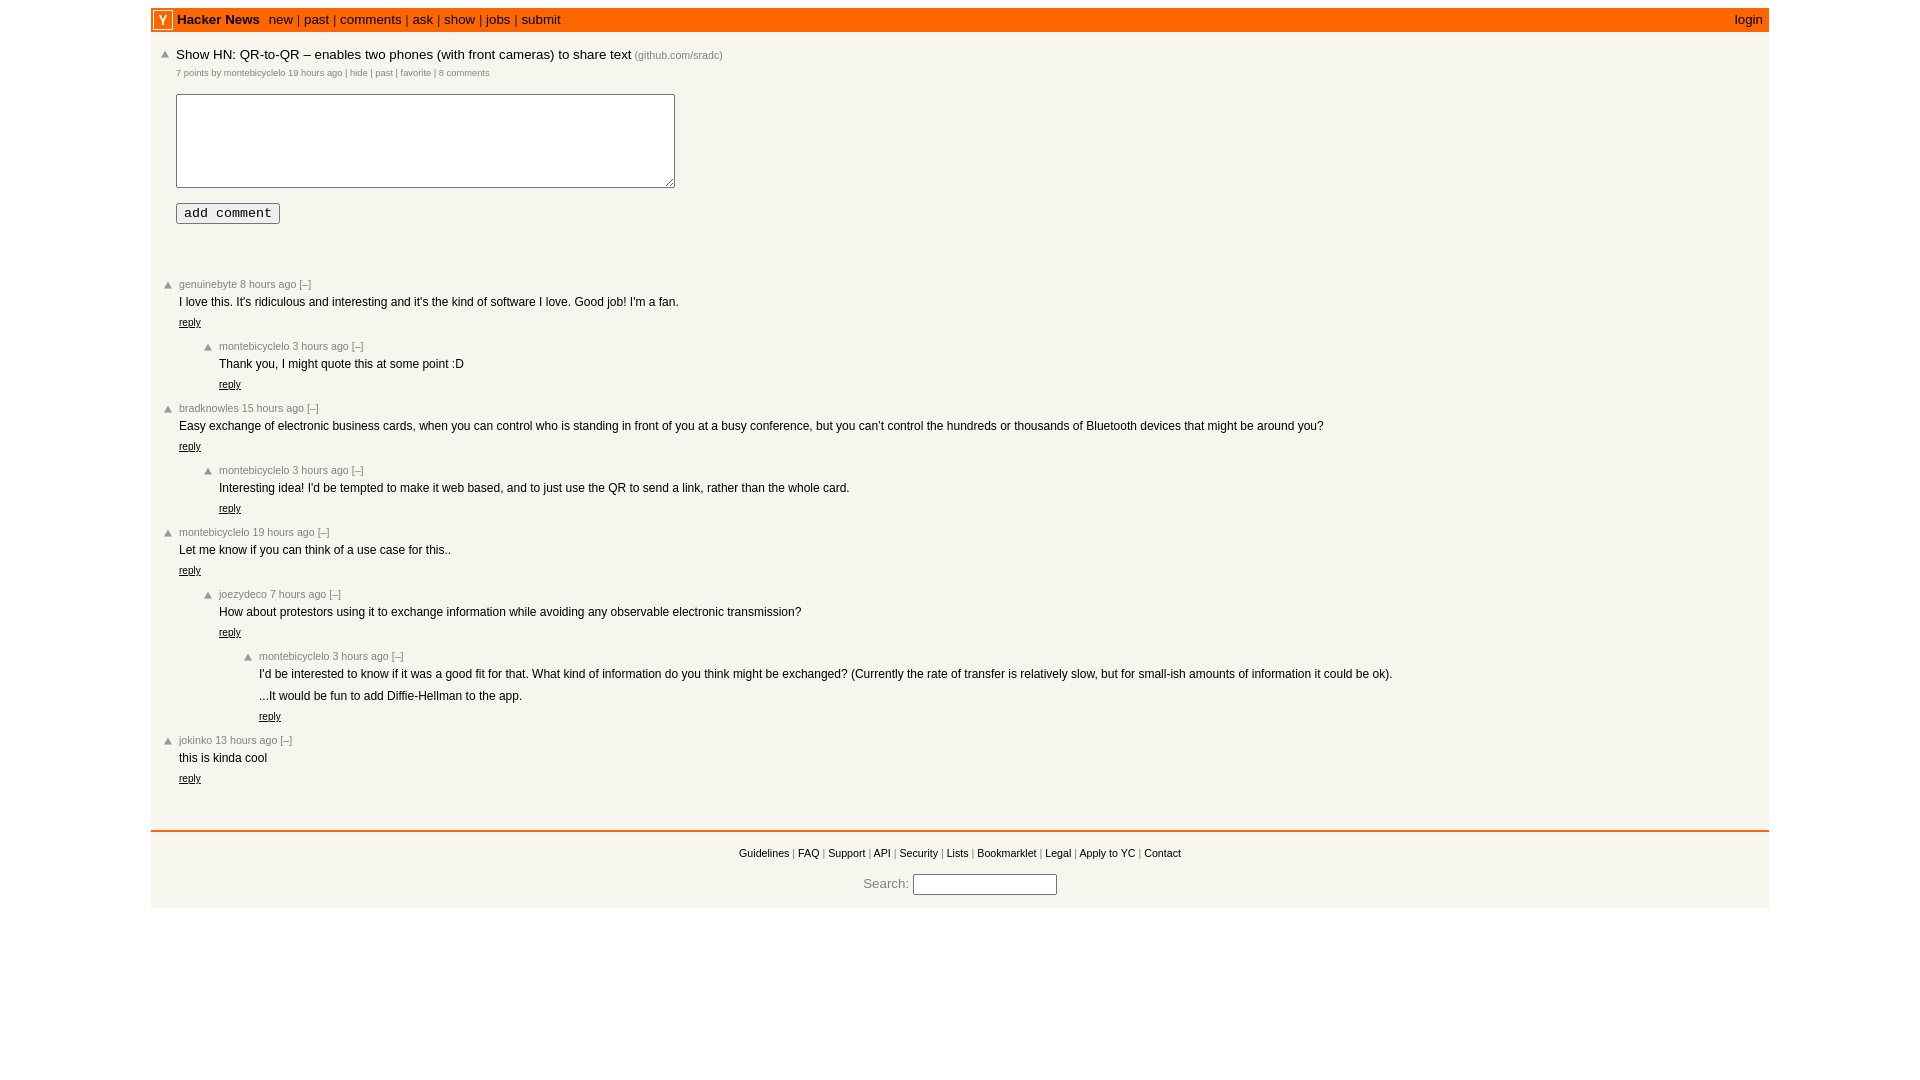 Y Hacker News new | past | comments | ask | show | jobs | submit login
Show HN: QR-to-QR – enables two phones (with front cameras) to share text (github.com/sradc)
7 points by montebicyclelo 19 hours ago | hide | past | favorite | 8 comments
add comment
genuinebyte 8 hours ago [–]
I love this. It's ridiculous and interesting and it's the kind of software I love. Good job! I'm a fan.
reply
montebicyclelo 3 hours ago [–]
Thank you, I might quote this at some point :D
reply
bradknowles 15 hours ago [–]
Easy exchange of electronic business cards, when you can control who is standing in front of you at a busy conference, but you can’t control the hundreds or thousands of Bluetooth devices that might be around you?
reply
montebicyclelo 3 hours ago [–]
Interesting idea! I'd be tempted to make it web based, and to just use the QR to send a link, rather than the whole card.
reply
montebicyclelo 19 hours ago [–]
Let me know if you can think of a use case for this..
reply
joezydeco 7 hours ago [–]
How about protestors using it to exchange information while avoiding any observable electronic transmission?
reply
montebicyclelo 3 hours ago [–]
I'd be interested to know if it was a good fit for that. What kind of information do you think might be exchanged? (Currently the rate of transfer is relatively slow, but for small-ish amounts of information it could be ok).
...It would be fun to add Diffie-Hellman to the app.
reply
jokinko 13 hours ago [–]
this is kinda cool
reply
Guidelines | FAQ | Support | API | Security | Lists | Bookmarklet | Legal | Apply to YC | Contact
Search: